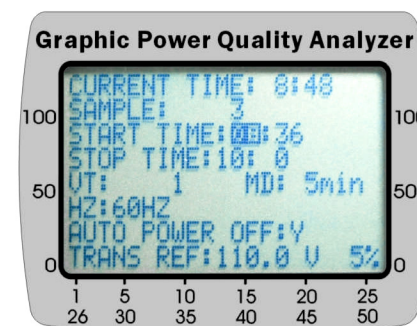 Graphic Power Quality Analyzer
CURRENT TIME: 8:48
SAMPLE: 3
START TIME: :36
STOP TIME:10: 0
VT: 1 MD: 5min
HZ:60HZ
AUTO POWER OFF:Y
TRANS REF:110.0 V 5%
100
50
0
100
50
0
1 5 10 15 20 25
26 30 35 40 45 50